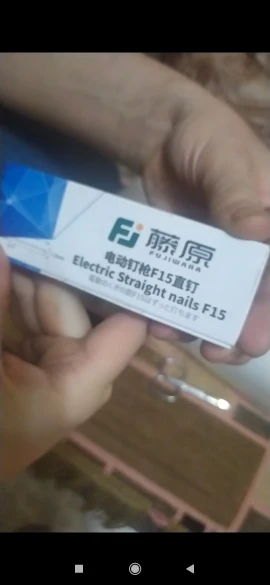 FJ 藤原
FUJIWARA
电动钉枪F15直钉
Electric Straight nails F15